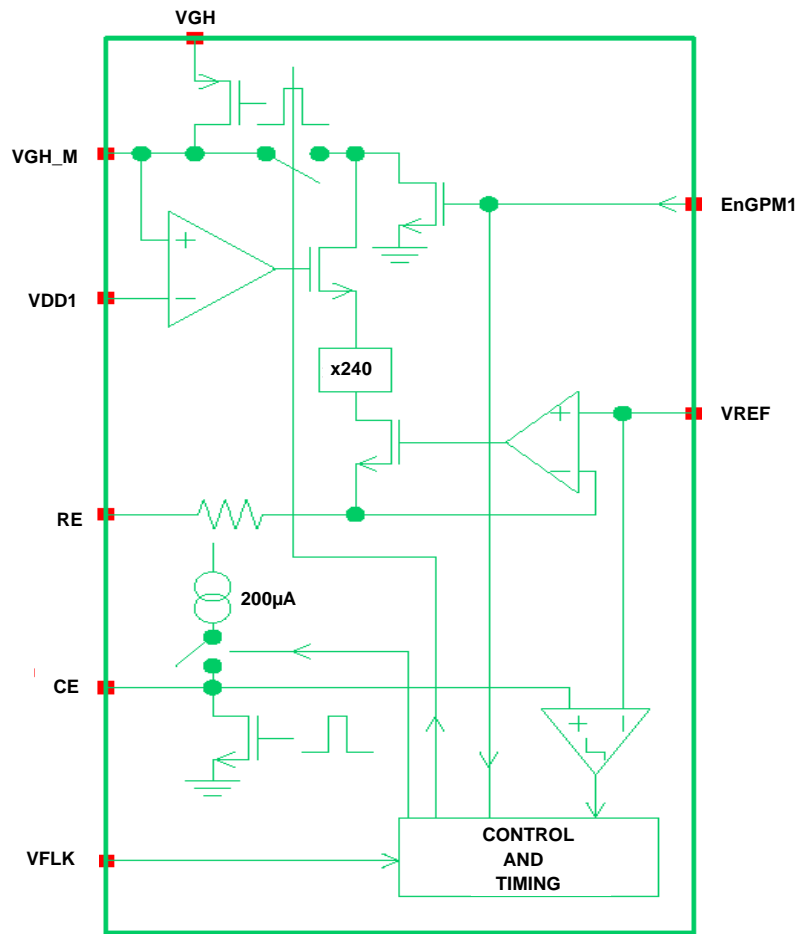 VGH
VGH_M
EnGPM1
+
VDD1
−
x240
+
VREF
−
RE
200µA
CE
+
−
VFLK
CONTROL
AND
TIMING